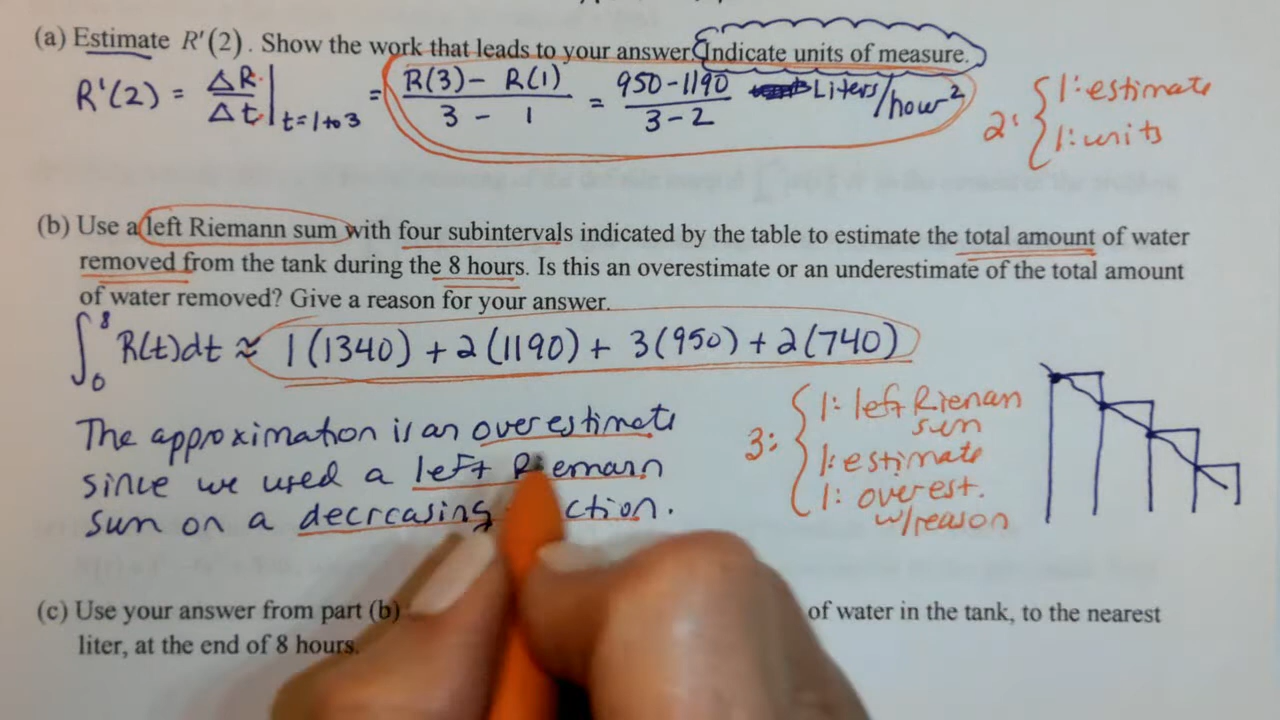 (a) Estimate R'(2). Show the work that leads to your answer. Indicate units of measure.
R'(2) = ΔR/Δt |t=1 to 3 = R(3) - R(1) / 3 - 1 = 950 - 1190 / 3 - 2 Liters/hour²
2: { 1: estimate
1: units
(b) Use a left Riemann sum with four subintervals indicated by the table to estimate the total amount of water
removed from the tank during the 8 hours. Is this an overestimate or an underestimate of the total amount
of water removed? Give a reason for your answer.
∫₀⁸ R(t)dt ≈ 1(1340) + 2(1190) + 3(950) + 2(740)
The approximation is an overestimate
since we used a left Riemann
sum on a decreasing ction.
3: { 1: left Rieman
sum
1: estimate
1: overest.
w/reason
(c) Use your answer from part (b) of water in the tank, to the nearest
liter, at the end of 8 hours.